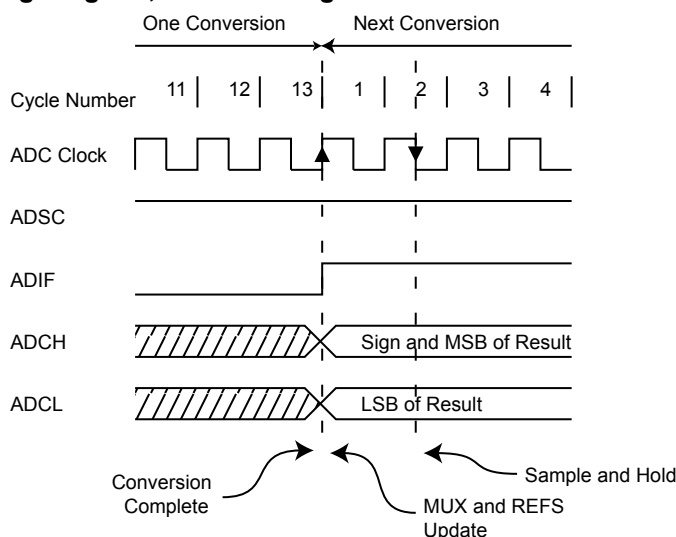 One Conversion Next Conversion
Cycle Number 11 12 13 1 2 3 4
ADC Clock
ADSC
ADIF
ADCH Sign and MSB of Result
ADCL LSB of Result
Conversion
Complete
MUX and REFS
Update
Sample and Hold